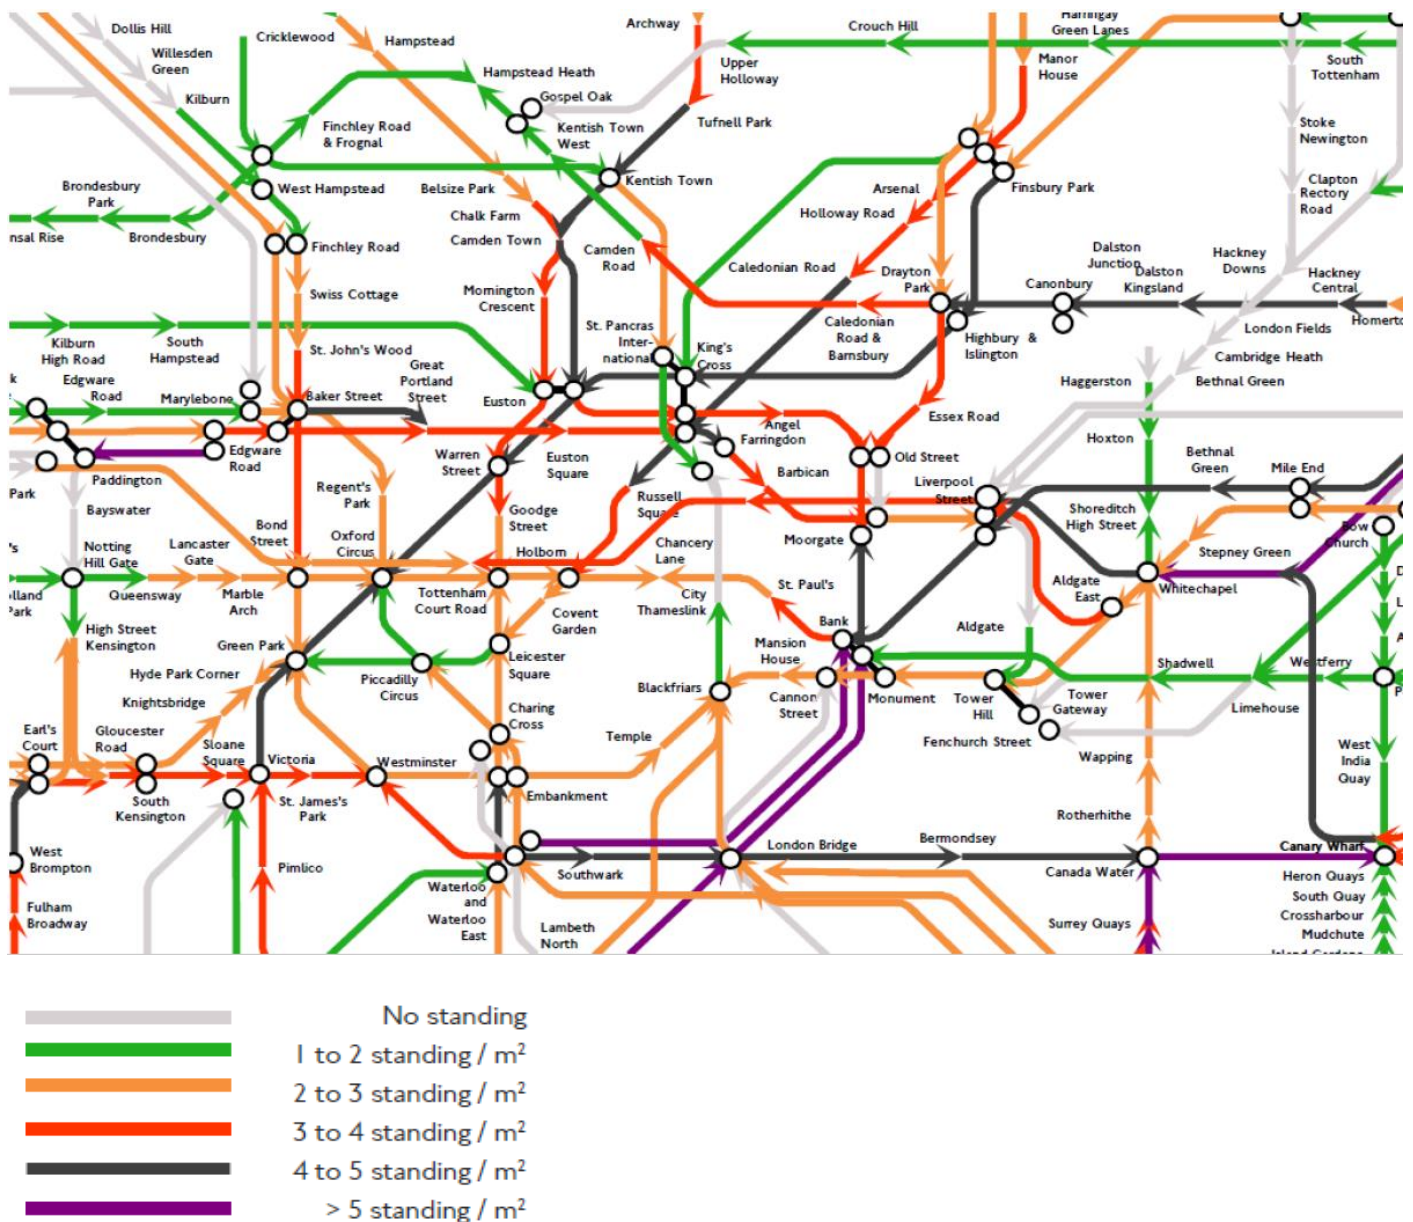 Dollis Hill
Cricklewood
Hampstead
Archway
Crouch Hill
Harringay
Green Lanes
Willesden
Green
Upper
Holloway
Manor
House
South
Tottenham
Hampstead Heath
Kilburn
Gospel Oak
Finchley Road
& Frognal
Kentish Town
West
Tufnell Park
Stoke
Newington
Brondesbury
Park
West Hampstead
Belsize Park
Kentish Town
Arsenal
Finsbury Park
Clapton
Rectory
Road
Holloway Road
nsal Rise
Brondesbury
Finchley Road
Chalk Farm
Camden Town
Camden
Road
Caledonian Road
Drayton
Park
Dalston
Junction
Dalston
Kingsland
Hackney
Downs
Hackney
Central
Canonbury
Swiss Cottage
Mornington
Crescent
St. Pancras
Inter-
national
King's
Cross
Caledonian
Road &
Barnsbury
Highbury &
Islington
London Fields
Homerto
Kilburn
High Road
South
Hampstead
St. John's Wood
Great
Portland
Street
Cambridge Heath
Bethnal Green
Haggerston
k
Edgware
Road
Marylebone
Baker Street
Euston
Essex Road
Hoxton
Angel
Farringdon
Edgware
Road
Warren
Street
Euston
Square
Barbican
Old Street
Bethnal
Green
Mile End
Park
Paddington
Regent's
Park
Russell
Square
Liverpool
Street
Bayswater
Bond
Street
Oxford
Circus
Goodge
Street
Shoreditch
High Street
Bow
Church
's
Notting
Hill Gate
Lancaster
Gate
Holborn
Chancery
Lane
Moorgate
Stepney Green
olland
Park
Queensway
Marble
Arch
Tottenham
Court Road
Covent
Garden
City
Thameslink
St. Paul's
Aldgate
East
Whitechapel
D
L
A
High Street
Kensington
Green Park
Bank
Mansion
House
Aldgate
Hyde Park Corner
Piccadilly
Circus
Leicester
Square
Blackfriars
Shadwell
Westferry
P
Knightsbridge
Charing
Cross
Cannon
Street
Monument
Tower
Hill
Tower
Gateway
Limehouse
Earl's
Court
Gloucester
Road
Sloane
Square
Victoria
Westminster
Temple
Fenchurch Street
West
India
Quay
South
Kensington
St. James's
Park
Embankment
Wapping
Rotherhithe
West
Brompton
Pimlico
Southwark
London Bridge
Bermondsey
Canary Wharf
Canada Water
Heron Quays
Waterloo
and
Waterloo
East
South Quay
Fulham
Broadway
Lambeth
North
Surrey Quays
Crossharbour
Mudchute
Island Gardens
No standing
1 to 2 standing / m²
2 to 3 standing / m²
3 to 4 standing / m²
4 to 5 standing / m²
> 5 standing / m²